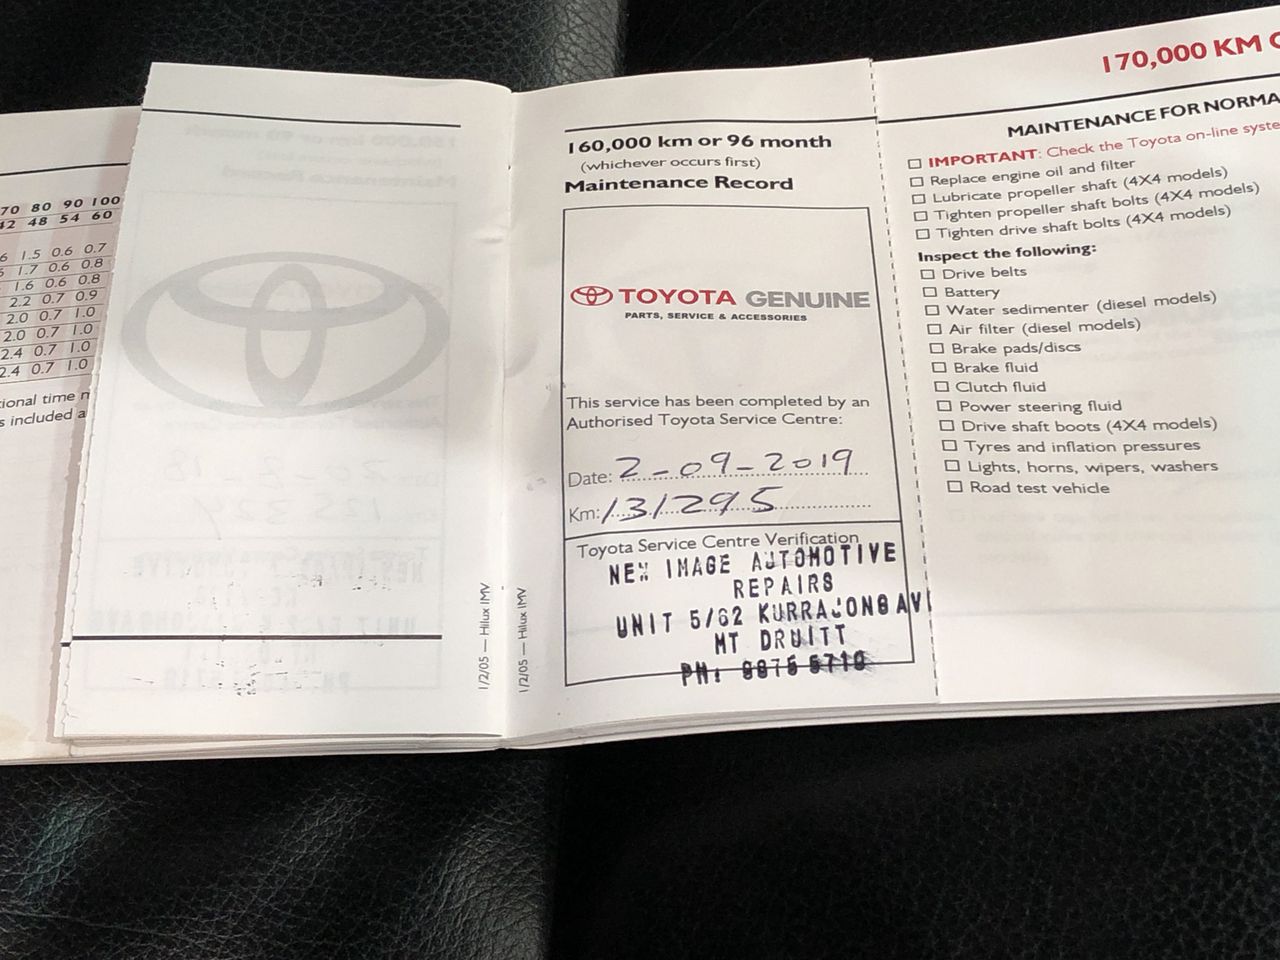 70 80 90 100
42 48 54 60
6 1.5 0.6 0.7
1.7 0.6 0.8
1.6 0.6 0.8
2.2 0.7 0.9
2.0 0.7 1.0
2.0 0.7 1.0
2.4 0.7 1.0
2.4 0.7 1.0
tional time
s included a
1/2/05 — Hilux IMV
1/2/05 — Hilux IMV
160,000 km or 96 month
(whichever occurs first)
Maintenance Record
TOYOTA GENUINE
PARTS, SERVICE & ACCESSORIES
This service has been completed by an
Authorised Toyota Service Centre:
Date: 2-09-2019
Km: 131295
Toyota Service Centre Verification
NEW IMAGE AUTOMOTIVE
REPAIRS
UNIT 5/62 KURRAJONG AV
MT DRUITT
PH:
170,000 KM
MAINTENANCE FOR NORMA
IMPORTANT: Check the Toyota on-line syste
Replace engine oil and filter
Lubricate propeller shaft (4X4 models)
Tighten propeller shaft bolts (4X4 models)
Tighten drive shaft bolts (4X4 models)
Inspect the following:
Drive belts
Battery
Water sedimenter (diesel models)
Air filter (diesel models)
Brake pads/discs
Brake fluid
Clutch fluid
Power steering fluid
Drive shaft boots (4X4 models)
Tyres and inflation pressures
Lights, horns, wipers, washers
Road test vehicle